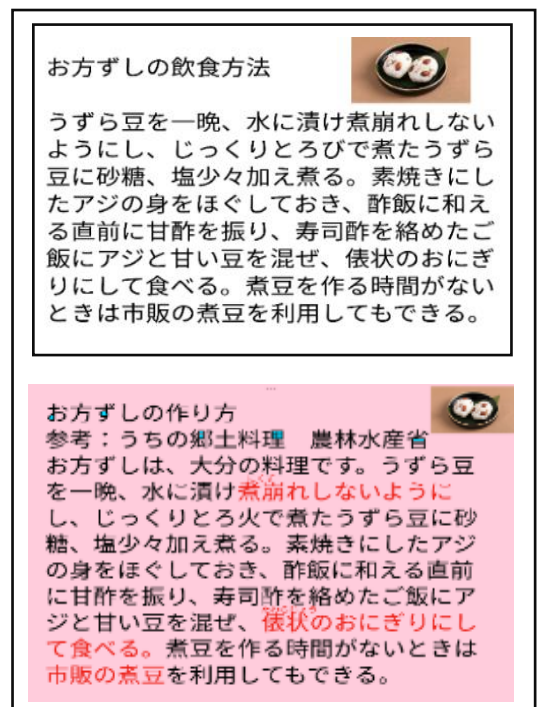 お方ずしの飲食方法
うずら豆を一晩、水に漬け煮崩れしない
ようにし、じっくりとろびで煮たうずら
豆に砂糖、塩少々加え煮る。素焼きにし
たアジの身をほぐしておき、酢飯に和え
る直前に甘酢を振り、寿司酢を絡めたご
飯にアジと甘い豆を混ぜ、俵状のおにぎ
りにして食べる。煮豆を作る時間がない
ときは市販の煮豆を利用してもできる。
お方ずしの作り方
参考：うちの郷土料理　農林水産省
お方ずしは、大分の料理です。うずら豆
を一晩、水に漬け煮崩れしないように
し、じっくりとろ火で煮たうずら豆に砂
糖、塩少々加え煮る。素焼きにしたアジ
の身をほぐしておき、酢飯に和える直前
に甘酢を振り、寿司酢を絡めたご飯にア
ジと甘い豆を混ぜ、俵状のおにぎりにし
て食べる。煮豆を作る時間がないときは
市販の煮豆を利用してもできる。